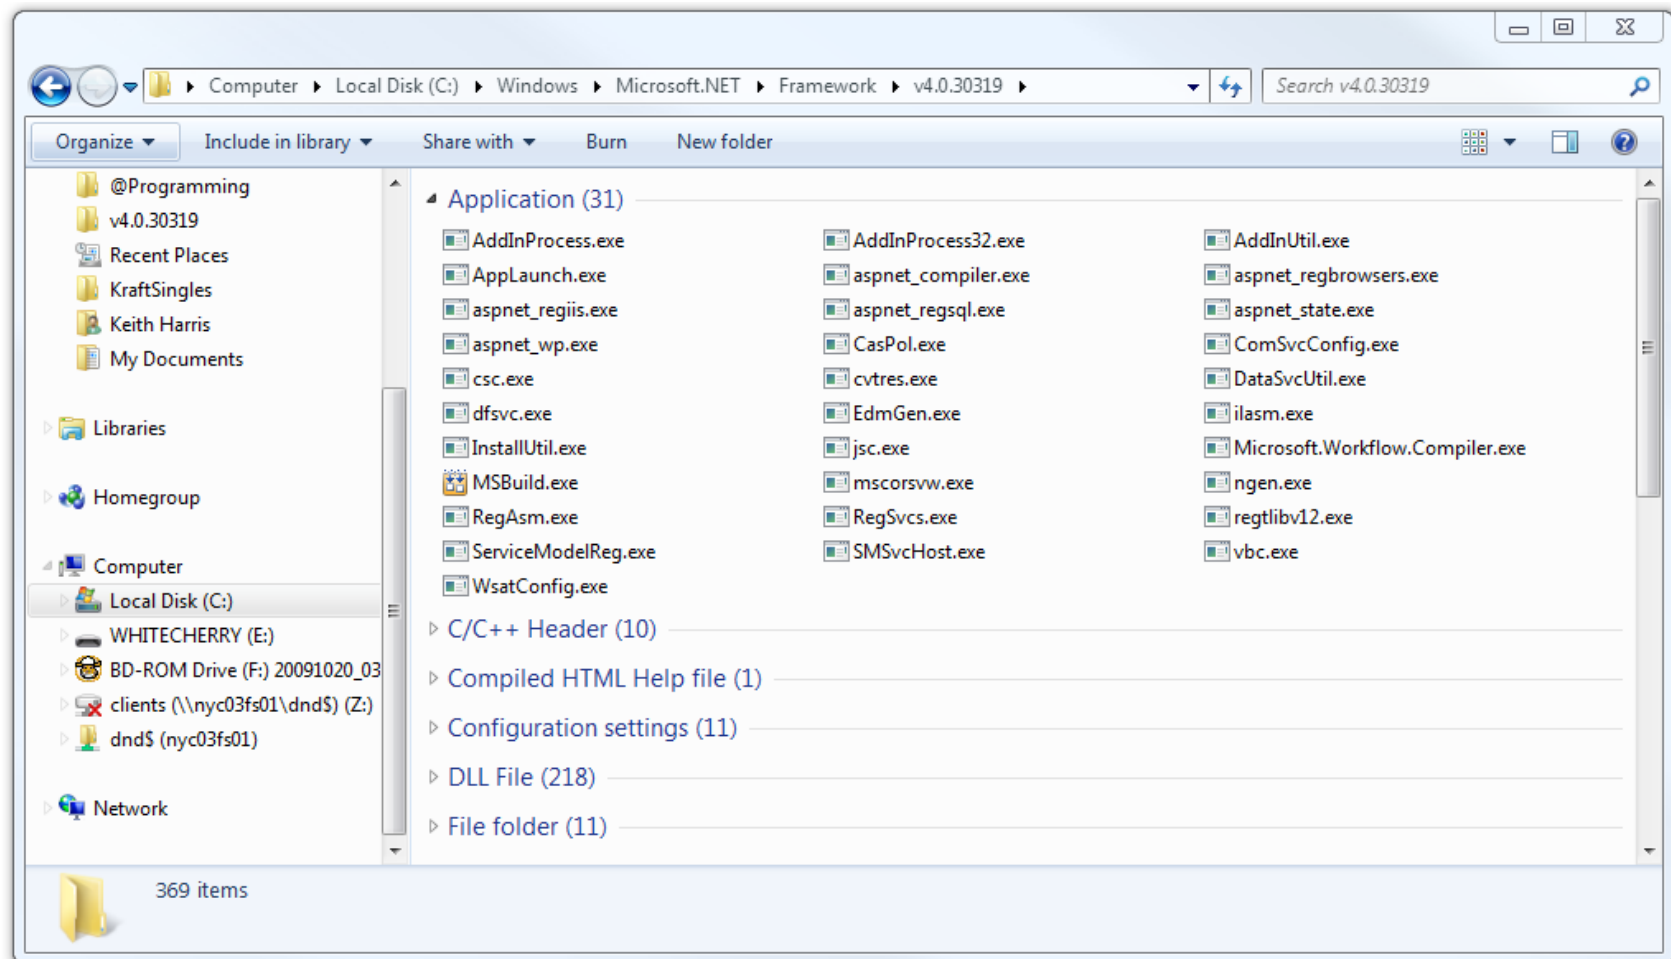 Computer Local Disk (C:) Windows Microsoft.NET Framework v4.0.30319
Search v4.0.30319
Organize Include in library Share with Burn New folder
@Programming
v4.0.30319
Recent Places
KraftSingles
Keith Harris
My Documents
Libraries
Homegroup
Computer
Local Disk (C:)
WHITECHERRY (E:)
BD-ROM Drive (F:) 20091020_03
clients (\\nyc03fs01\dnd$) (Z:)
dnd$ (nyc03fs01)
Network
Application (31)
AddInProcess.exe AddInProcess32.exe AddInUtil.exe
AppLaunch.exe aspnet_compiler.exe aspnet_regbrowsers.exe
aspnet_regiis.exe aspnet_regsql.exe aspnet_state.exe
aspnet_wp.exe CasPol.exe ComSvcConfig.exe
csc.exe cvtres.exe DataSvcUtil.exe
dfsvc.exe EdmGen.exe ilasm.exe
InstallUtil.exe jsc.exe Microsoft.Workflow.Compiler.exe
MSBuild.exe mscorsvw.exe ngen.exe
RegAsm.exe RegSvcs.exe regtlibv12.exe
ServiceModelReg.exe SMSvcHost.exe vbc.exe
WsatConfig.exe
C/C++ Header (10)
Compiled HTML Help file (1)
Configuration settings (11)
DLL File (218)
File folder (11)
369 items